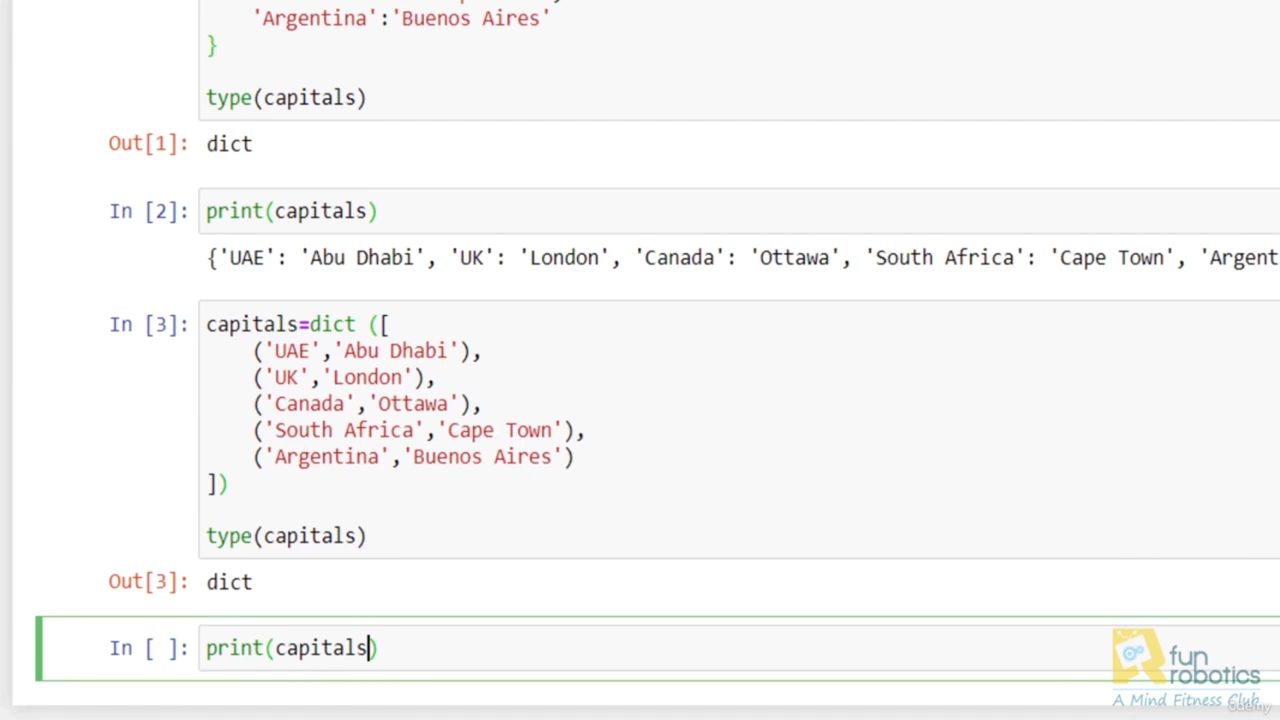 'Argentina':'Buenos Aires'
}
type(capitals)
Out[1]: dict
In [2]: print(capitals)
{'UAE': 'Abu Dhabi', 'UK': 'London', 'Canada': 'Ottawa', 'South Africa': 'Cape Town', 'Argent
In [3]: capitals=dict ([
('UAE','Abu Dhabi'),
('UK','London'),
('Canada','Ottawa'),
('South Africa','Cape Town'),
('Argentina','Buenos Aires')
])
type(capitals)
Out[3]: dict
In [ ]: print(capitals)
fun
robotics
A Mind Fitness Club
ûdemy